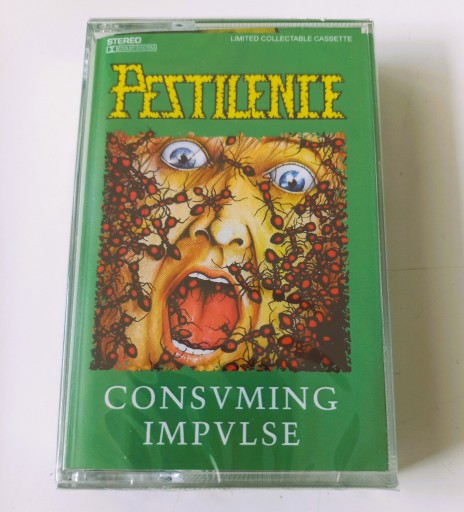 STEREO
LIMITED COLLECTABLE CASSETTE
PESTILENCE
CONSVMING
IMPVLSE